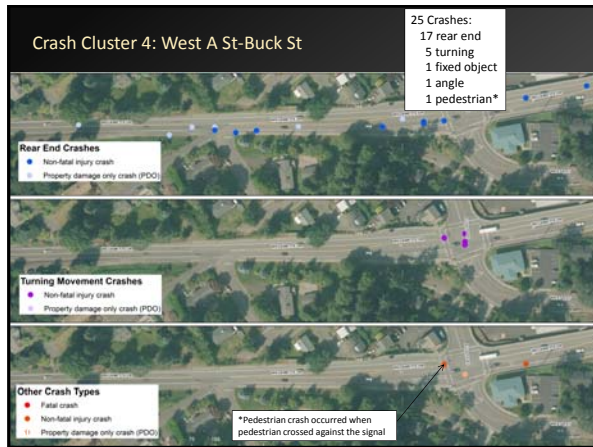 Crash Cluster 4: West A St-Buck St
25 Crashes:
17 rear end
5 turning
1 fixed object
1 angle
1 pedestrian*
Rear End Crashes
Non-fatal injury crash
Property damage only crash (PDO)
Turning Movement Crashes
Non-fatal injury crash
Property damage only crash (PDO)
Other Crash Types
Fatal crash
Non-fatal injury crash
Property damage only crash (PDO)
*Pedestrian crash occurred when
pedestrian crossed against the signal